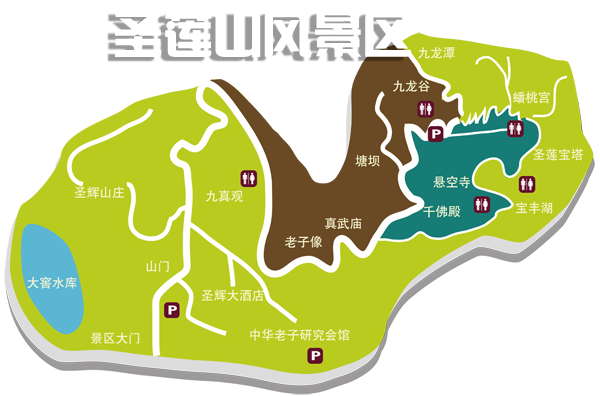 圣莲山风景区
九龙潭
九龙谷
蟠桃宫
P
塘坝
圣莲宝塔
悬空寺
圣辉山庄
九真观
千佛殿
宝丰湖
真武庙
老子像
山门
大窖水库
圣辉大酒店
P
景区大门
中华老子研究会馆
P